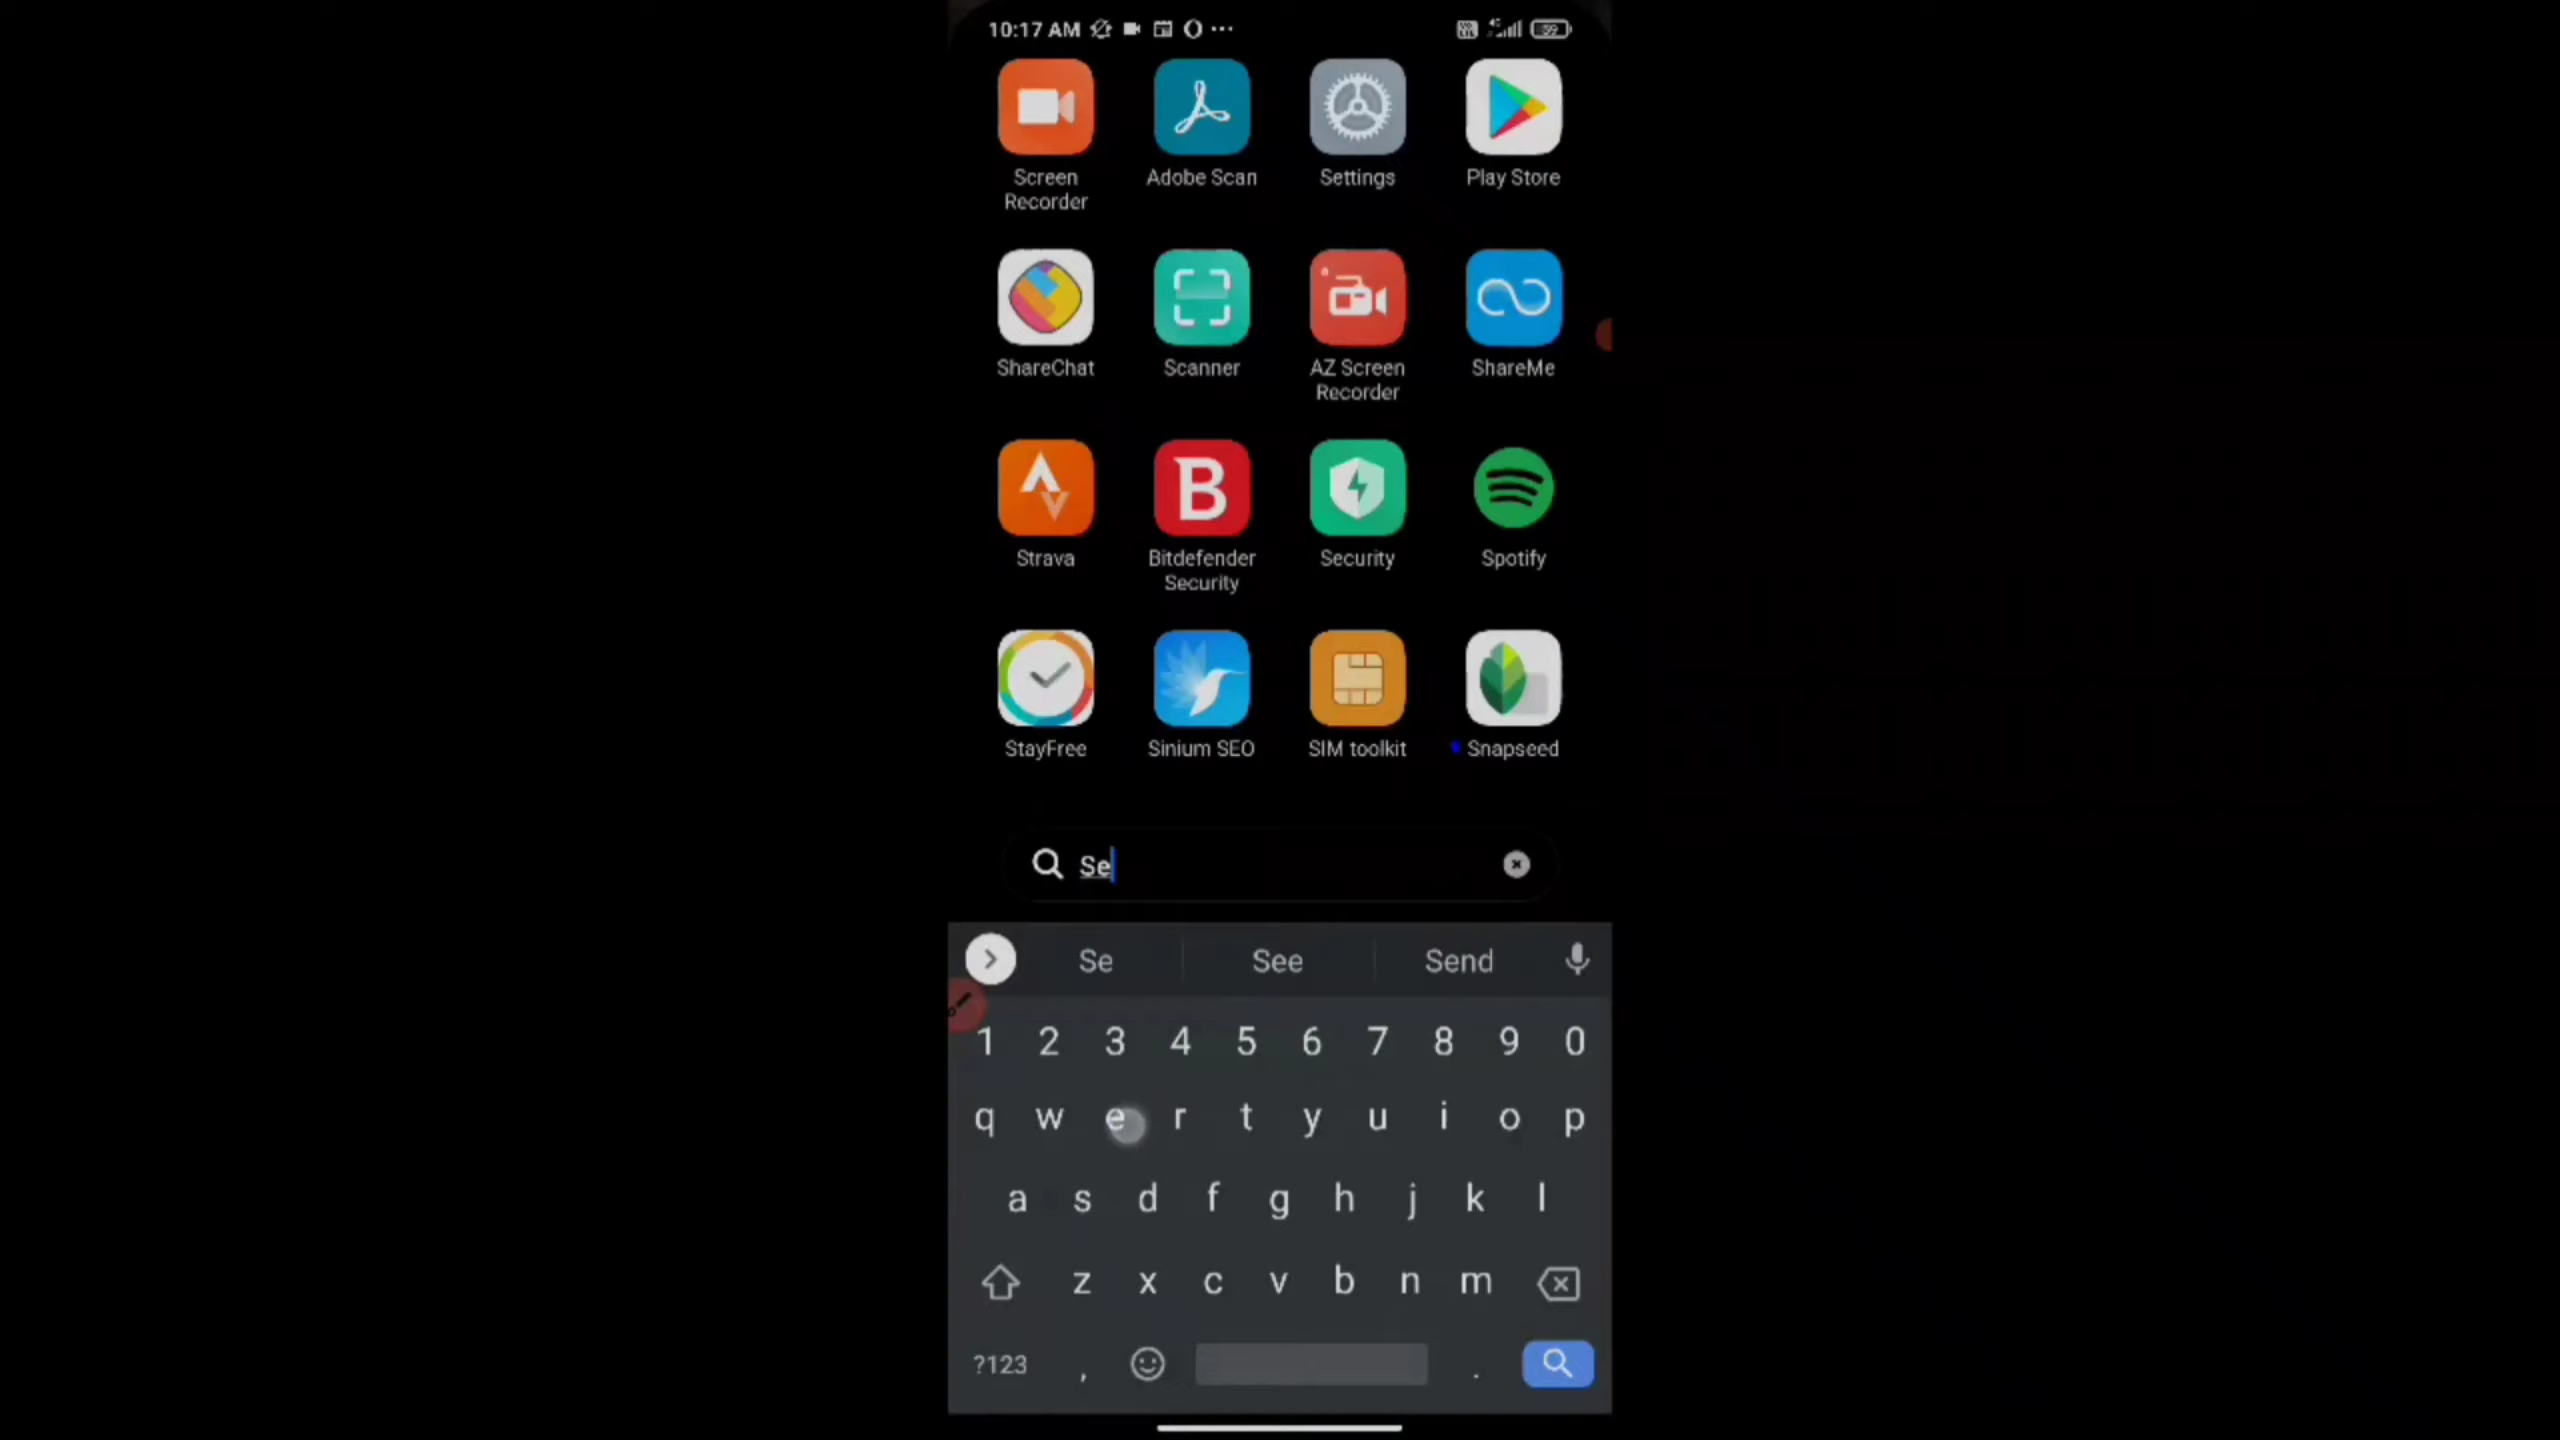 10:17 AM
Screen Recorder
Adobe Scan
Settings
Play Store
ShareChat
Scanner
AZ Screen Recorder
ShareMe
Strava
B
Bitdefender Security
Security
Spotify
StayFree
Sinium SEO
SIM toolkit
Snapseed
Se
Se See Send
1 2 3 4 5 6 7 8 9 0
q w e r t y u i o p
a s d f g h j k l
z x c v b n m
?123 , .